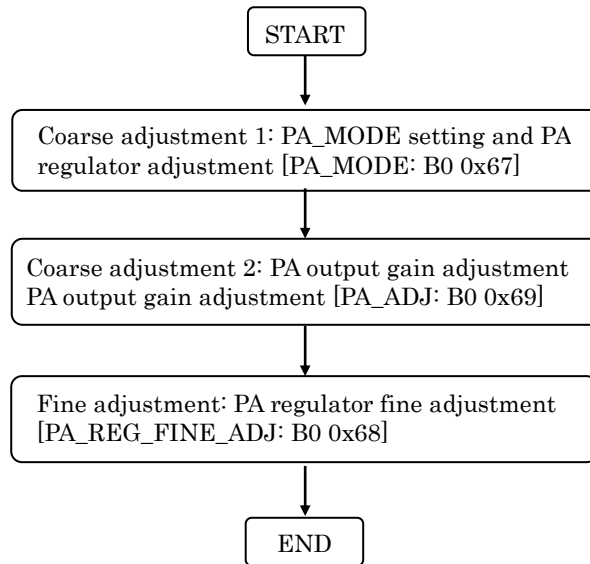 START
Coarse adjustment 1: PA_MODE setting and PA
regulator adjustment [PA_MODE: B0 0x67]
Coarse adjustment 2: PA output gain adjustment
PA output gain adjustment [PA_ADJ: B0 0x69]
Fine adjustment: PA regulator fine adjustment
[PA_REG_FINE_ADJ: B0 0x68]
END